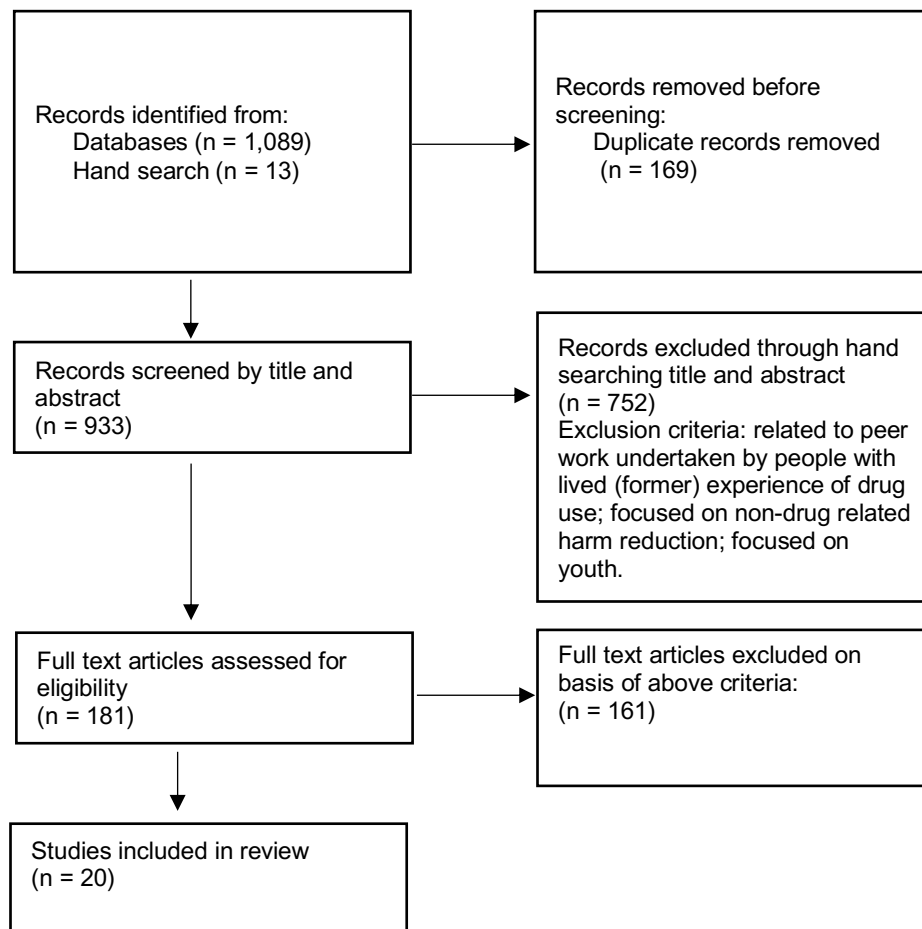 Records identified from:
Databases (n = 1,089)
Hand search (n = 13)
Records removed before
screening:
Duplicate records removed
(n = 169)
Records screened by title and
abstract
(n = 933)
Records excluded through hand
searching title and abstract
(n = 752)
Exclusion criteria: related to peer
work undertaken by people with
lived (former) experience of drug
use; focused on non-drug related
harm reduction; focused on
youth.
Full text articles assessed for
eligibility
(n = 181)
Full text articles excluded on
basis of above criteria:
(n = 161)
Studies included in review
(n = 20)